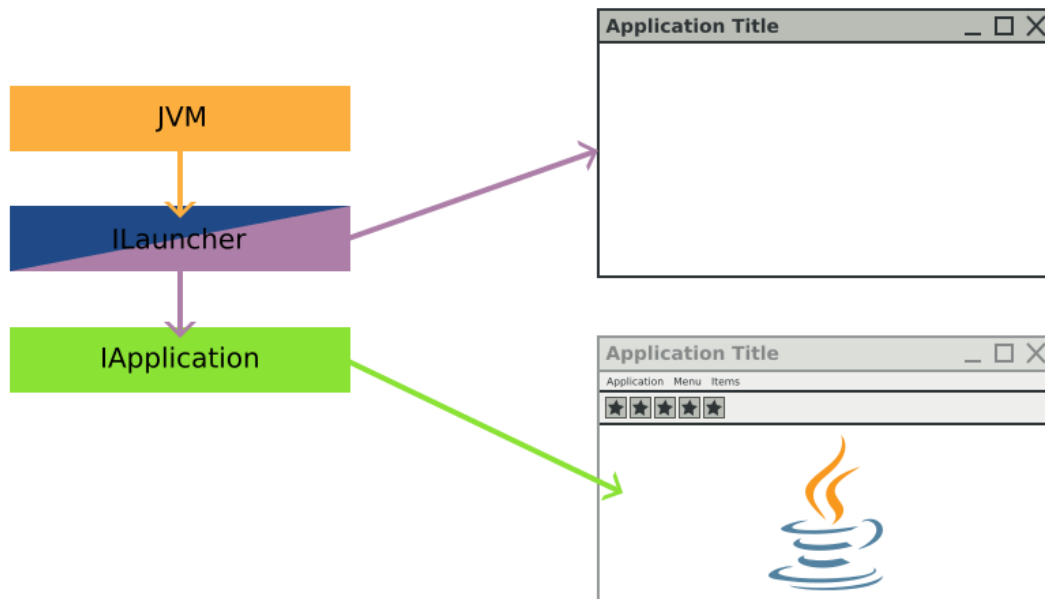 Application Title
JVM
ILauncher
IApplication
Application Title
Application Menu Items